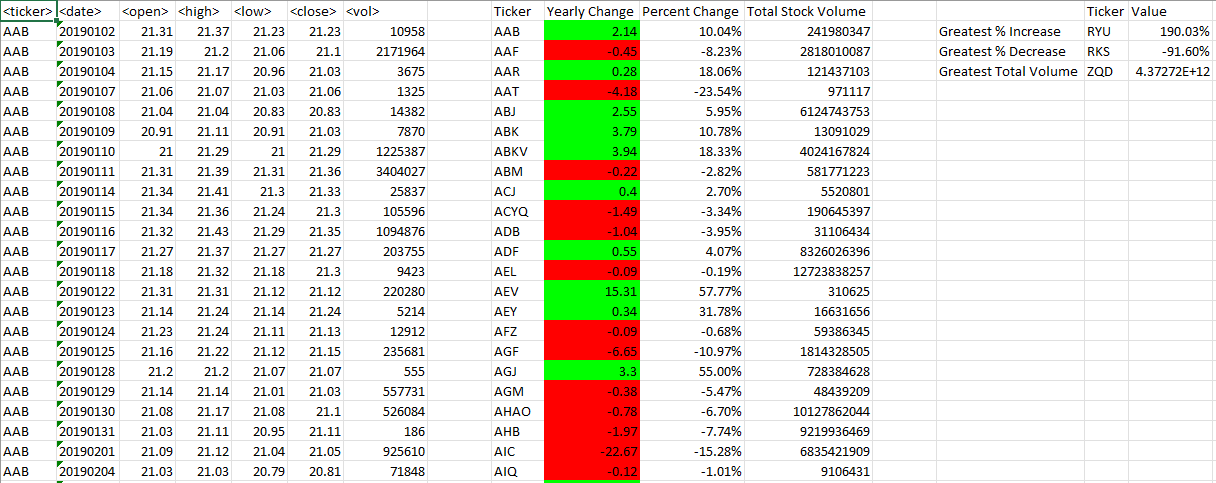 <ticker> <date> <open> <high> <low> <close> <vol> Ticker Yearly Change Percent Change Total Stock Volume Ticker Value
AAB 20190102 21.31 21.37 21.23 21.23 10958 AAB 2.14 10.04% 241980347 Greatest % Increase RYU 190.03%
AAB 20190103 21.19 21.2 21.06 21.1 2171964 AAF -0.45 -8.23% 2818010087 Greatest % Decrease RKS -91.60%
AAB 20190104 21.15 21.17 20.96 21.03 3675 AAR 0.28 18.06% 121437103 Greatest Total Volume ZQD 4.37272E+12
AAB 20190107 21.06 21.07 21.03 21.06 1325 AAT -4.18 -23.54% 971117
AAB 20190108 21.04 21.04 20.83 20.83 14382 ABJ 2.55 5.95% 6124743753
AAB 20190109 20.91 21.11 20.91 21.03 7870 ABK 3.79 10.78% 13091029
AAB 20190110 21 21.29 21 21.29 1225387 ABKV 3.94 18.33% 4024167824
AAB 20190111 21.31 21.39 21.31 21.36 3404027 ABM -0.22 -2.82% 581771223
AAB 20190114 21.34 21.41 21.3 21.33 25837 ACJ 0.4 2.70% 5520801
AAB 20190115 21.34 21.36 21.24 21.3 105596 ACYQ -1.49 -3.34% 190645397
AAB 20190116 21.32 21.43 21.29 21.35 1094876 ADB -1.04 -3.95% 31106434
AAB 20190117 21.27 21.37 21.27 21.27 203755 ADF 0.55 4.07% 8326026396
AAB 20190118 21.18 21.32 21.18 21.3 9423 AEL -0.09 -0.19% 12723838257
AAB 20190122 21.31 21.31 21.12 21.12 220280 AEV 15.31 57.77% 310625
AAB 20190123 21.14 21.24 21.14 21.24 5214 AEY 0.34 31.78% 16631656
AAB 20190124 21.23 21.24 21.11 21.13 12912 AFZ -0.09 -0.68% 59386345
AAB 20190125 21.16 21.22 21.12 21.15 235681 AGF -6.65 -10.97% 1814328505
AAB 20190128 21.2 21.2 21.07 21.07 555 AGJ 3.3 55.00% 728384628
AAB 20190129 21.14 21.14 21.01 21.03 557731 AGM -0.38 -5.47% 48439209
AAB 20190130 21.08 21.17 21.08 21.1 526084 AHAO -0.78 -6.70% 10127862044
AAB 20190131 21.03 21.11 20.95 21.11 186 AHB -1.97 -7.74% 9219936469
AAB 20190201 21.09 21.12 21.04 21.05 925610 AIC -22.67 -15.28% 6835421909
AAB 20190204 21.03 21.03 20.79 20.81 71848 AIQ -0.12 -1.01% 9106431